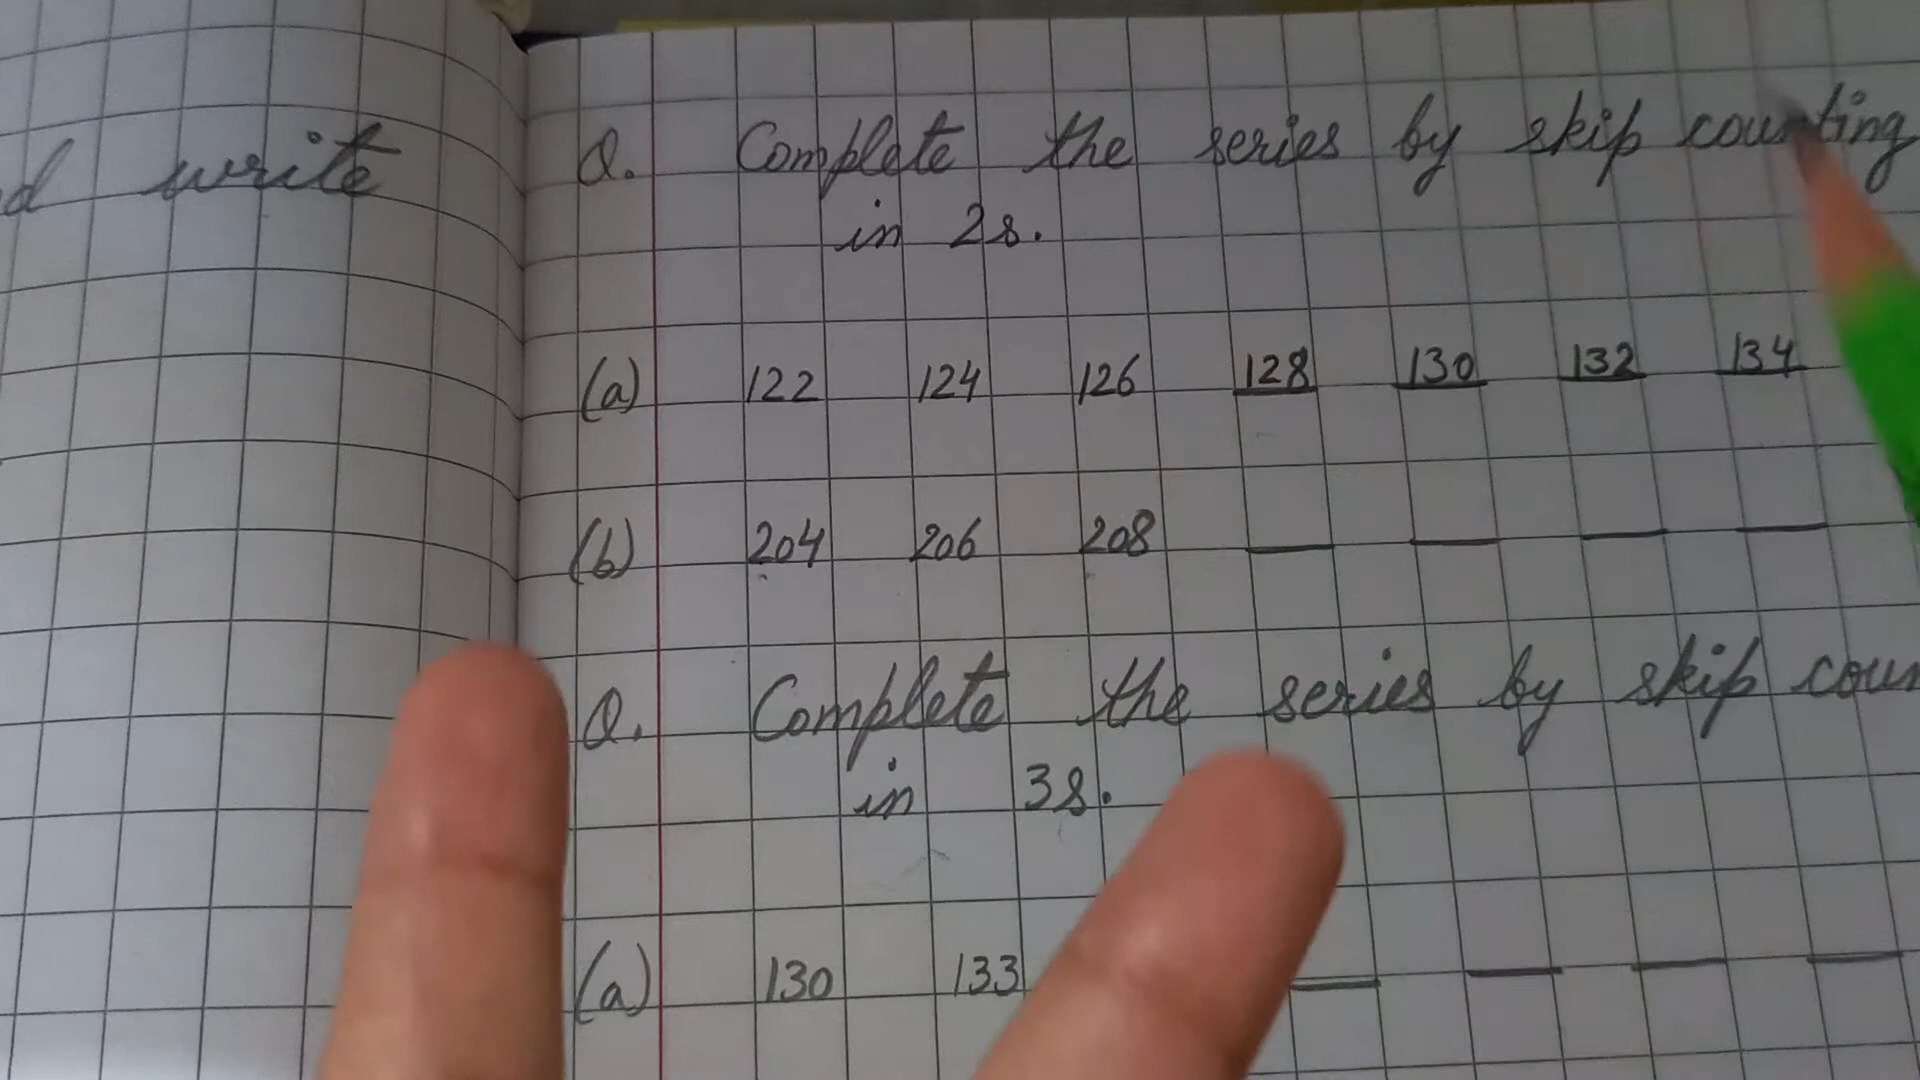 write
Q. Complete the series by skip counting
in 2s.
(a) 122 124 126 128 130 132 134
(b) 204 206 208
Q. Complete the series by skip
in 3s.
(a) 130 133